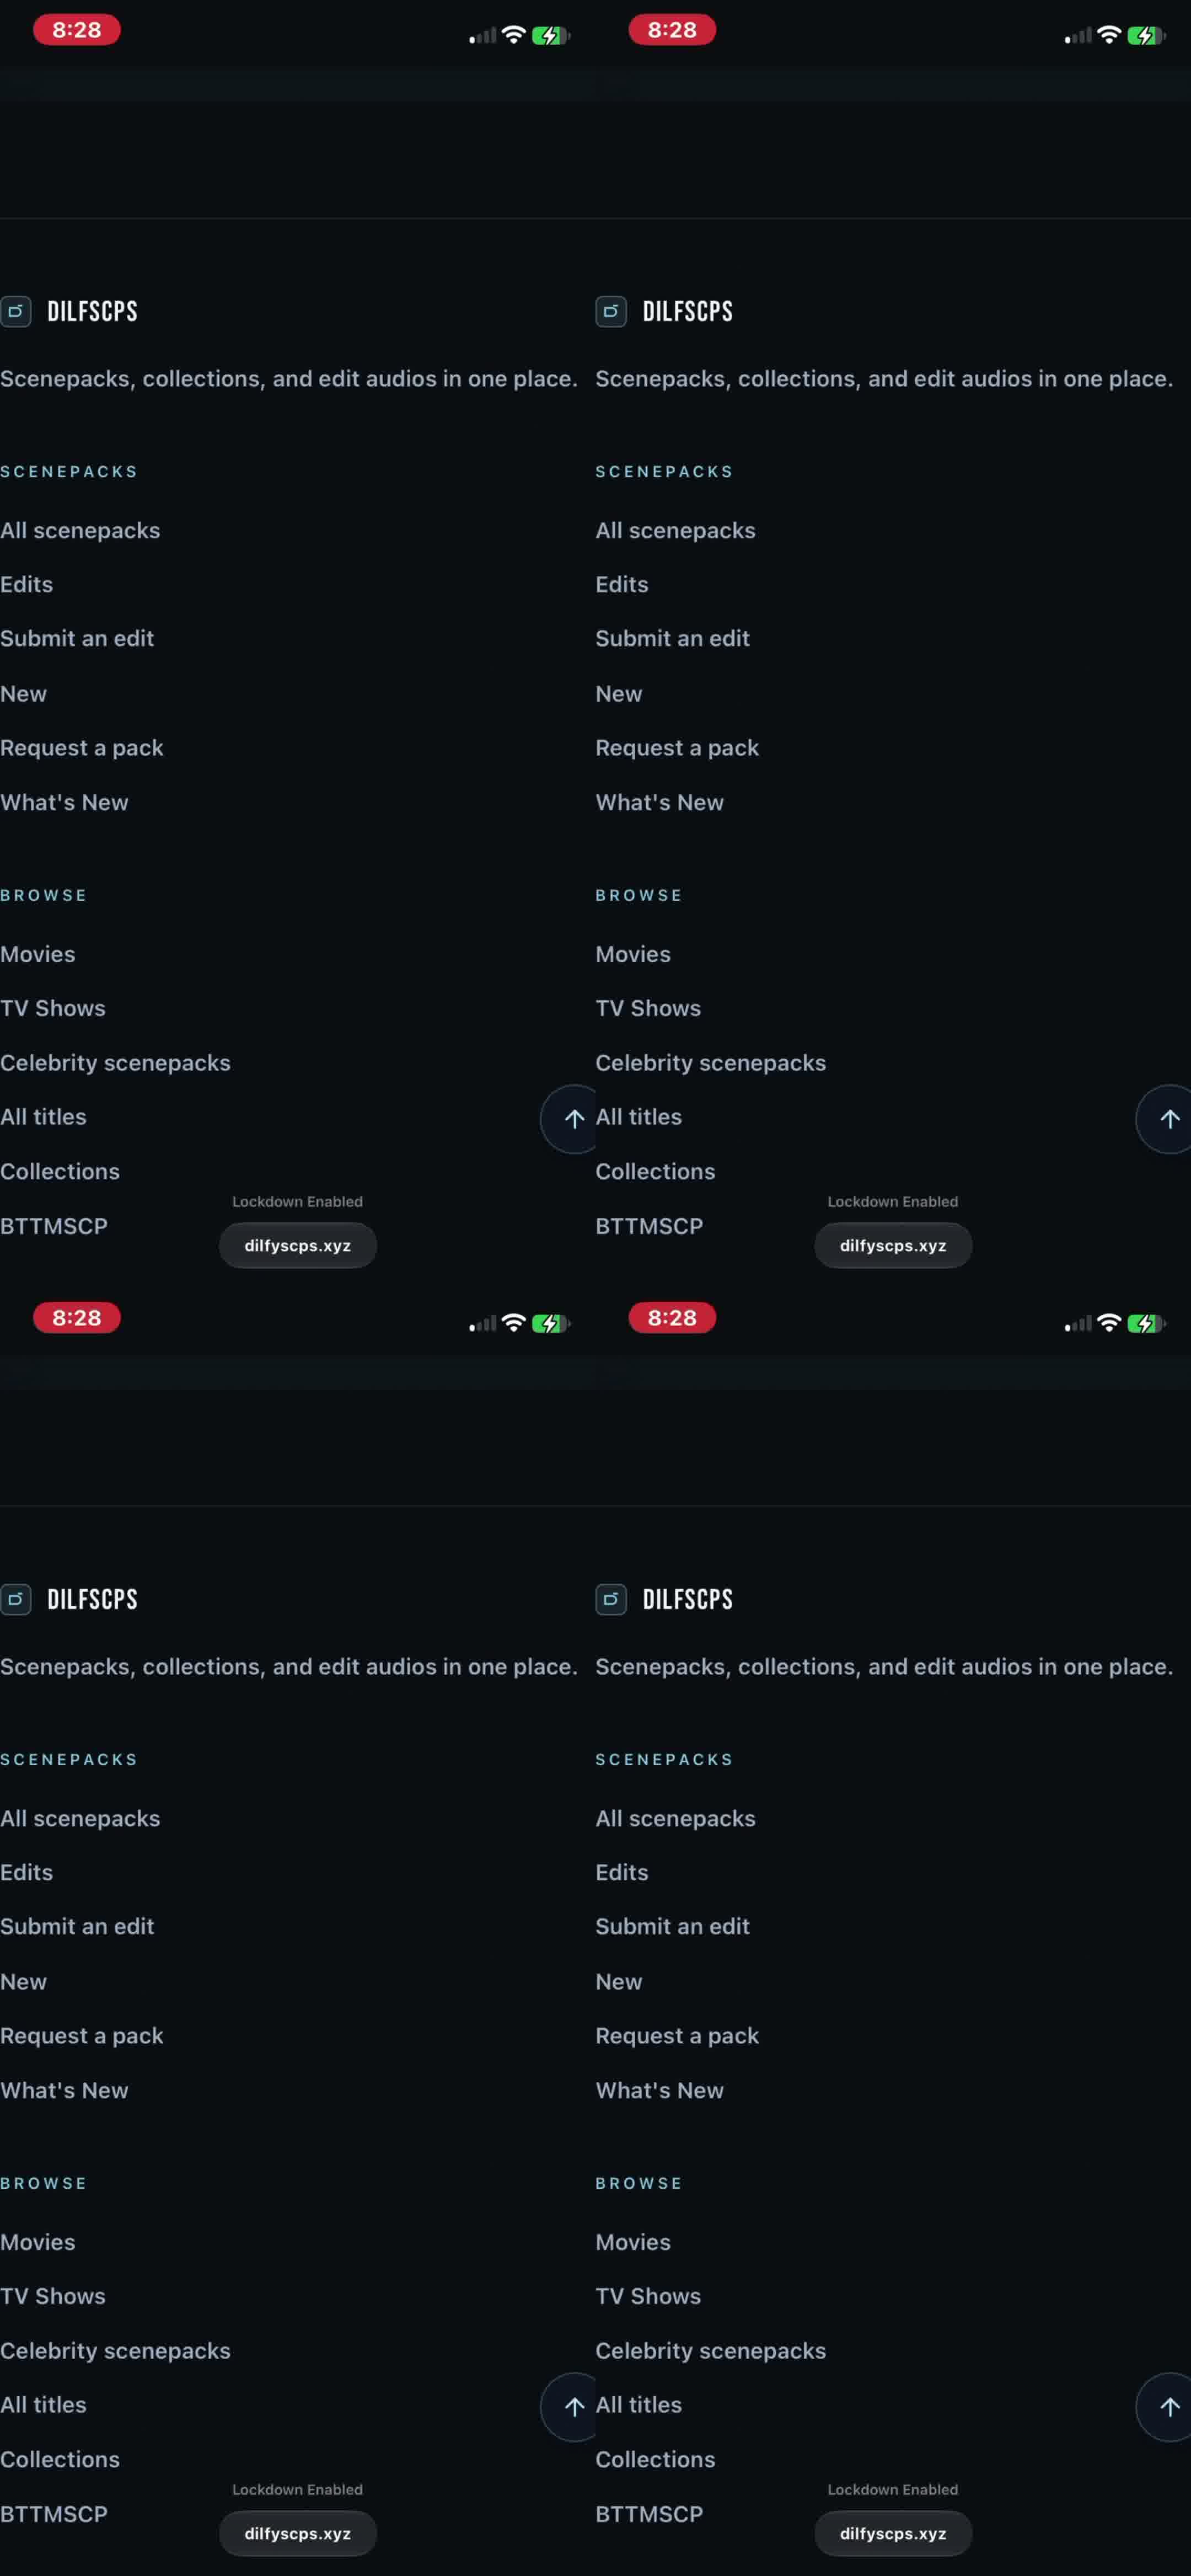 8:28
DILFSCPS
Scenepacks, collections, and edit audios in one place.
SCENEPACKS
All scenepacks
Edits
Submit an edit
New
Request a pack
What's New
BROWSE
Movies
TV Shows
Celebrity scenepacks
All titles
Collections
BTTMSCP
Lockdown Enabled
dilfyscps.xyz
8:28
DILFSCPS
Scenepacks, collections, and edit audios in one place.
SCENEPACKS
All scenepacks
Edits
Submit an edit
New
Request a pack
What's New
BROWSE
Movies
TV Shows
Celebrity scenepacks
All titles
Collections
BTTMSCP
Lockdown Enabled
dilfyscps.xyz
8:28
DILFSCPS
Scenepacks, collections, and edit audios in one place.
SCENEPACKS
All scenepacks
Edits
Submit an edit
New
Request a pack
What's New
BROWSE
Movies
TV Shows
Celebrity scenepacks
All titles
Collections
BTTMSCP
Lockdown Enabled
dilfyscps.xyz
8:28
DILFSCPS
Scenepacks, collections, and edit audios in one place.
SCENEPACKS
All scenepacks
Edits
Submit an edit
New
Request a pack
What's New
BROWSE
Movies
TV Shows
Celebrity scenepacks
All titles
Collections
BTTMSCP
Lockdown Enabled
dilfyscps.xyz